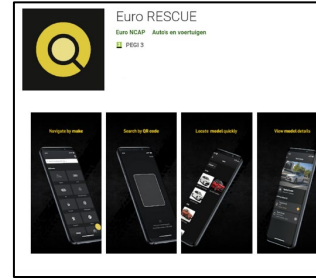 Euro RESCUE
Euro NCAP Auto's en voertuigen
PEGI 3
Navigate by make
Search by QR code
Locate model quickly
View model details